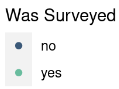 Was Surveyed
no
yes